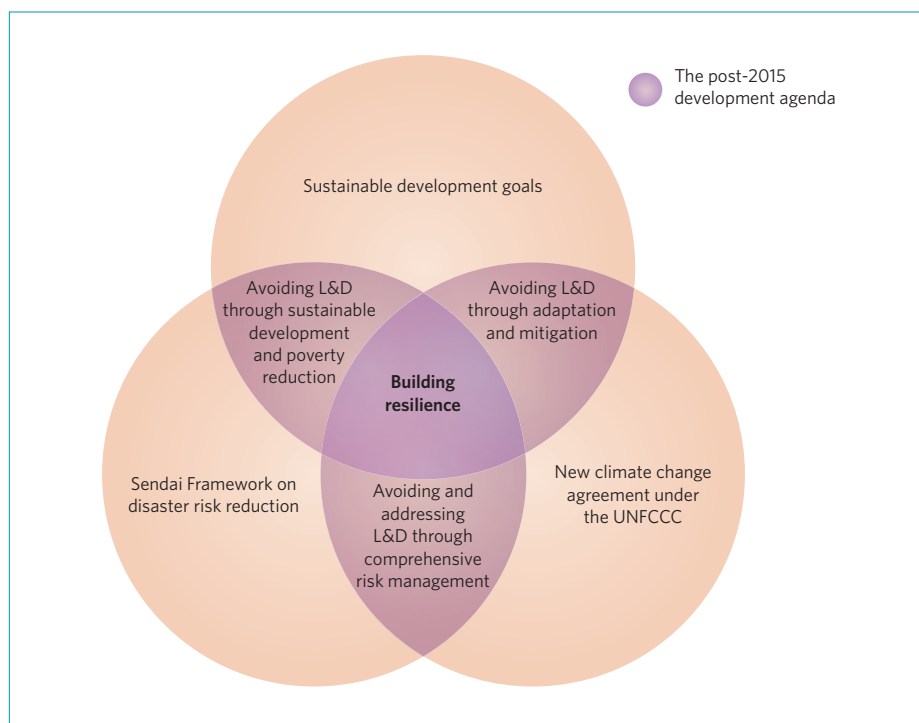 The post-2015
development agenda
Sustainable development goals
Avoiding L&D
through sustainable
development
and poverty
reduction
Avoiding L&D
through adaptation
and mitigation
Building
resilience
Sendai Framework on
disaster risk reduction
Avoiding and
addressing
L&D through
comprehensive
risk management
New climate change
agreement under
the UNFCCC